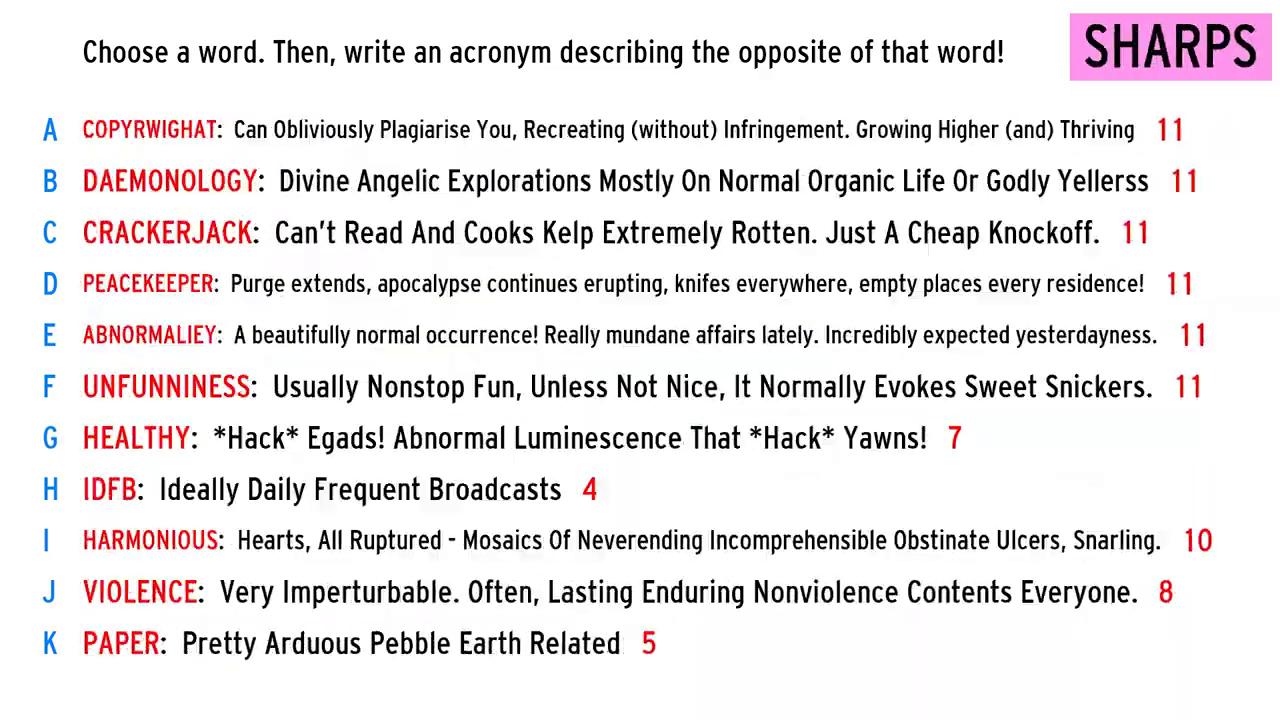 Choose a word. Then, write an acronym describing the opposite of that word!
SHARPS
A COPYRWIGHAT: Can Obliviously Plagiarise You, Recreating (without) Infringement. Growing Higher (and) Thriving 11
B DAEMONOLOGY: Divine Angelic Explorations Mostly On Normal Organic Life Or Godly Yellerss 11
C CRACKERJACK: Can't Read And Cooks Kelp Extremely Rotten. Just A Cheap Knockoff. 11
D PEACEKEEPER: Purge extends, apocalypse continues erupting, knifes everywhere, empty places every residence! 11
E ABNORMALIEY: A beautifully normal occurrence! Really mundane affairs lately. Incredibly expected yesterdayness. 11
F UNFUNNINESS: Usually Nonstop Fun, Unless Not Nice, It Normally Evokes Sweet Snickers. 11
G HEALTHY: *Hack* Egads! Abnormal Luminescence That *Hack* Yawns! 7
H IDFB: Ideally Daily Frequent Broadcasts 4
I HARMONIOUS: Hearts, All Ruptured - Mosaics Of Neverending Incomprehensible Obstinate Ulcers, Snarling. 10
J VIOLENCE: Very Imperturbable. Often, Lasting Enduring Nonviolence Contents Everyone. 8
K PAPER: Pretty Arduous Pebble Earth Related 5